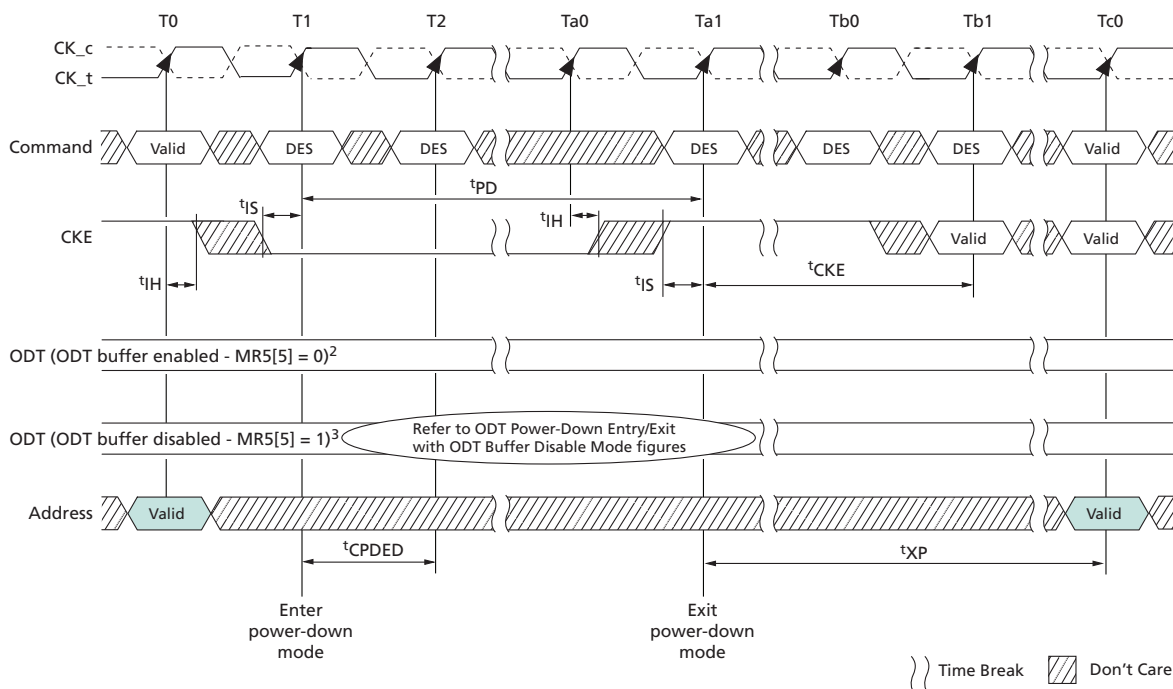 T0 T1 T2 Ta0 Ta1 Tb0 Tb1 Tc0
CK_c
CK_t
Command Valid DES DES DES DES DES Valid
tPD
tIS
tIH
CKE Valid Valid
tIH
tIS
tCKE
ODT (ODT buffer enabled - MR5[5] = 0)2
ODT (ODT buffer disabled - MR5[5] = 1)3
Refer to ODT Power-Down Entry/Exit
with ODT Buffer Disable Mode figures
Address Valid Valid
tCPDED
tXP
Enter
power-down
mode
Exit
power-down
mode
Time Break Don't Care